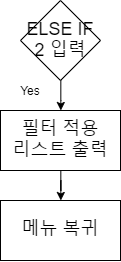 ELSE IF
2 입력
Yes
필터 적용
리스트 출력
메뉴 복귀